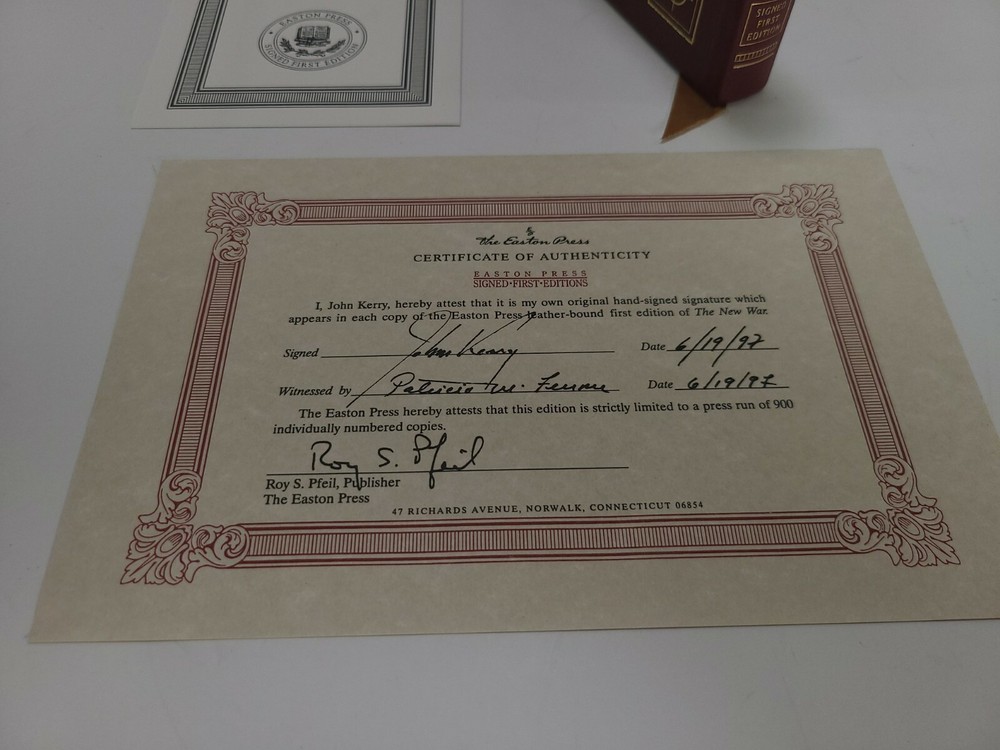 EASTON PRESS
SIGNED FIRST EDITION
SIGNED
FIRST
EDITION
The Easton Press
CERTIFICATE OF AUTHENTICITY
EASTON PRESS
SIGNED·FIRST·EDITIONS
I, John Kerry, hereby attest that it is my own original hand-signed signature which
appears in each copy of the Easton Press leather-bound first edition of The New War.
Signed John Kerry Date 6/19/97
Witnessed by Patricia M. Date 6/19/97
The Easton Press hereby attests that this edition is strictly limited to a press run of 900
individually numbered copies.
Roy S. Pfeil
Roy S. Pfeil, Publisher
The Easton Press
47 RICHARDS AVENUE, NORWALK, CONNECTICUT 06854